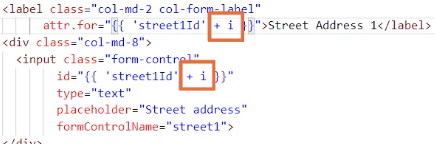 <label class="col-md-2 col-form-label"
attr.for="{{ 'street1Id' + i }}">Street Address 1</label>
<div class="col-md-8">
<input class="form-control"
id="{{ 'street1Id' + i }}"
type="text"
placeholder="Street address"
formControlName="street1">
</div>